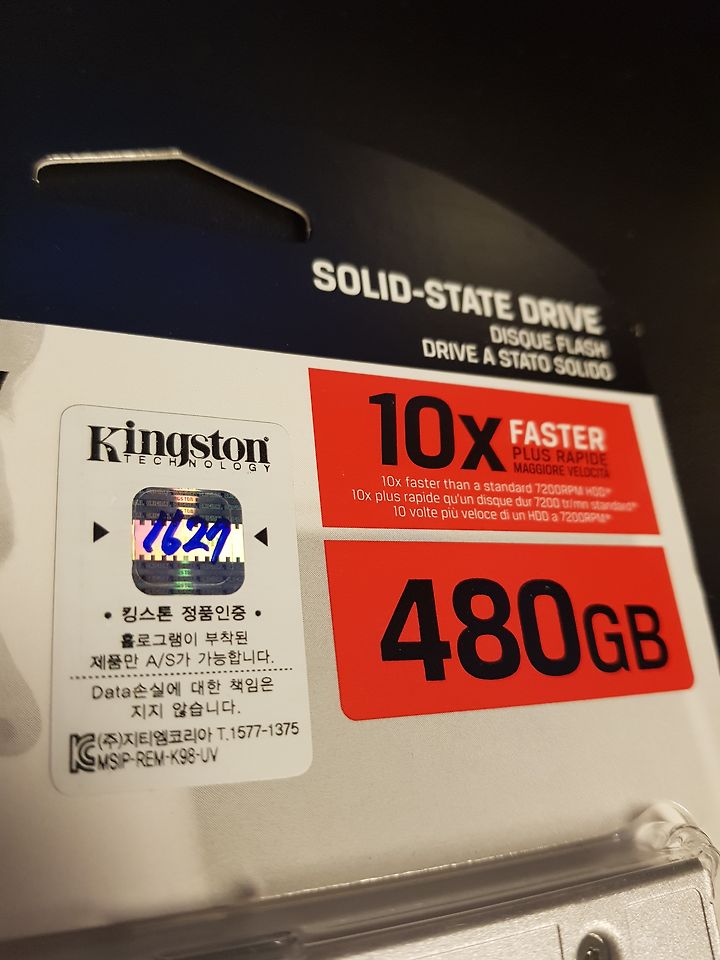 SOLID-STATE DRIVE
DISQUE FLASH
DRIVE A STATO SOLIDO
10x FASTER
PLUS RAPIDE
MAGGIORE VELOCITÀ
10x faster than a standard 7200RPM HDD*
10x plus rapide qu'un disque dur 7200 tr/mn standard*
10 volte più veloce di un HDD a 7200RPM*
480GB
Kingston
TECHNOLOGY
1627
• 킹스톤 정품인증 •
홀로그램이 부착된
제품만 A/S가 가능합니다.
Data손실에 대한 책임은
지지 않습니다.
(주)지티엠코리아 T.1577-1375
MSIP-REM-K98-UV